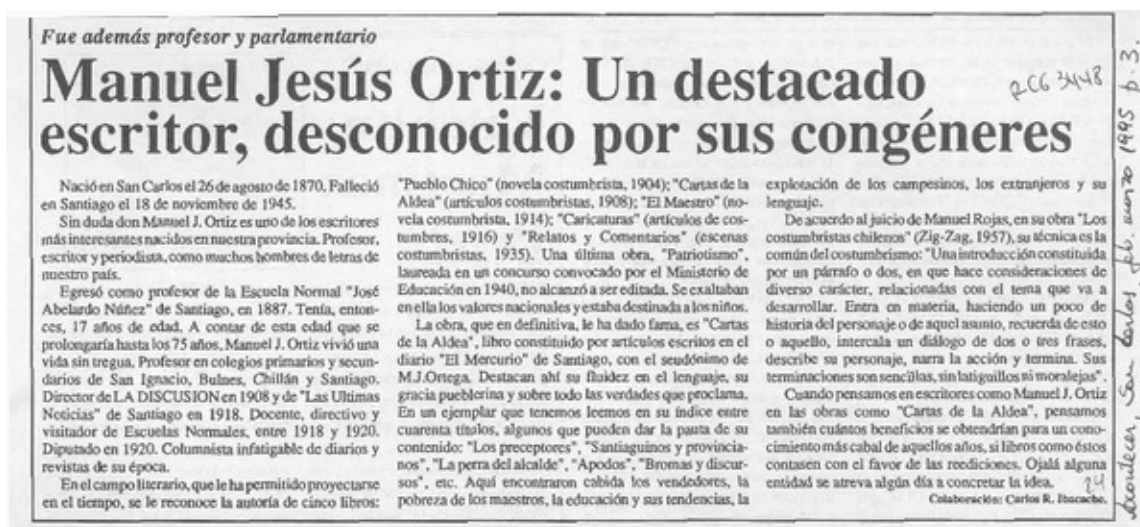 Fue además profesor y parlamentario
Manuel Jesús Ortiz: Un destacado
escritor, desconocido por sus congéneres
RCG 3448
Nació en San Carlos el 26 de agosto de 1870. Falleció
en Santiago el 18 de noviembre de 1945.
Sin duda don Manuel J. Ortiz es uno de los escritores
más interesantes nacidos en nuestra provincia. Profesor,
escritor y periodista, como muchos hombres de letras de
nuestro país.
Egresó como profesor de la Escuela Normal "José
Abelardo Núñez" de Santiago, en 1887. Tenía, enton-
ces, 17 años de edad. A contar de esta edad que se
prolongaría hasta los 75 años, Manuel J. Ortiz vivió una
vida sin tregua. Profesor en colegios primarios y secun-
darios de San Ignacio, Bulnes, Chillán y Santiago.
Director de LA DISCUSION en 1908 y de "Las Ultimas
Noticias" de Santiago en 1918. Docente, directivo y
visitador de Escuelas Normales, entre 1918 y 1920.
Diputado en 1920. Columnista infatigable de diarios y
revistas de su época.
En el campo literario, que le ha permitido proyectarse
en el tiempo, se le reconoce la autoría de cinco libros:
"Pueblo Chico" (novela costumbrista, 1904); "Cartas de la
Aldea" (artículos costumbristas, 1908); "El Maestro" (no-
vela costumbrista, 1914); "Caricaturas" (artículos de cos-
tumbres, 1916) y "Relatos y Comentarios" (escenas
costumbristas, 1935). Una última obra, "Patriotismo",
laureada en un concurso convocado por el Ministerio de
Educación en 1940, no alcanzó a ser editada. Se exaltaban
en ella los valores nacionales y estaba destinada a los niños.
La obra, que en definitiva, le ha dado fama, es "Cartas
de la Aldea", libro constituido por artículos escritos en el
diario "El Mercurio" de Santiago, con el seudónimo de
M.J.Ortega. Destacan ahí su fluidez en el lenguaje, su
gracia pueblerina y sobre todo las verdades que proclama.
En un ejemplar que tenemos leemos en su índice entre
cuarenta títulos, algunos que pueden dar la pauta de su
contenido: "Los preceptores", "Santiaguinos y provincia-
nos", "La perra del alcalde", "Apodos", "Bromas y discur-
sos", etc. Aquí encontraron cabida los vendedores, la
pobreza de los maestros, la educación y sus tendencias, la
explotación de los campesinos, los extranjeros y su
lenguaje.
De acuerdo al juicio de Manuel Rojas, en su obra "Los
costumbristas chilenos" (Zig-Zag, 1957), su técnica es la
común del costumbrismo: "Una introducción constituida
por un párrafo o dos, en que hace consideraciones de
diverso carácter, relacionadas con el tema que va a
desarrollar. Entra en materia, haciendo un poco de
historia del personaje o de aquel asunto, recuerda de esto
o aquello, intercala un diálogo de dos o tres frases,
describe su personaje, narra la acción y termina. Sus
terminaciones son sencillas, sin latiguillos ni moralejas".
Cuando pensamos en escritores como Manuel J. Ortiz
en las obras como "Cartas de la Aldea", pensamos
también cuántos beneficios se obtendrían para un cono-
cimiento más cabal de aquellos años, si libros como éstos
contasen con el favor de las reediciones. Ojalá alguna
entidad se atreva algún día a concretar la idea.
24
Colaboración: Carlos R. Ibacache.
Acontecer, San Carlos, feb. marzo 1995 p. 3.